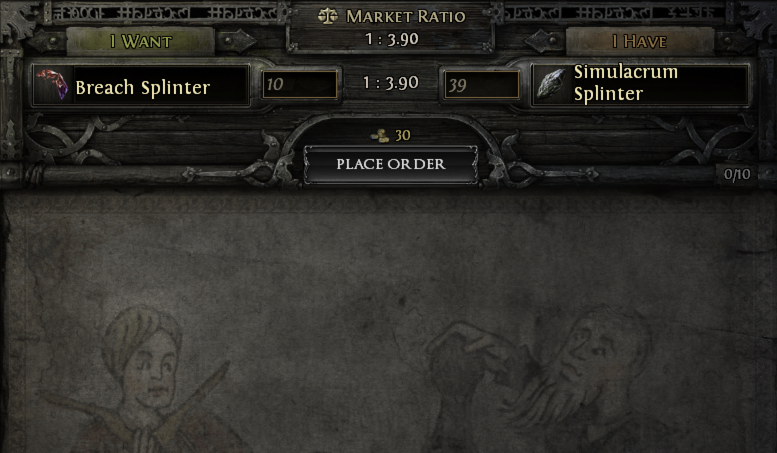 Market Ratio
I Want
1 : 3.90
I Have
Breach Splinter
10
1 : 3.90
39
Simulacrum
Splinter
30
PLACE ORDER
0/10